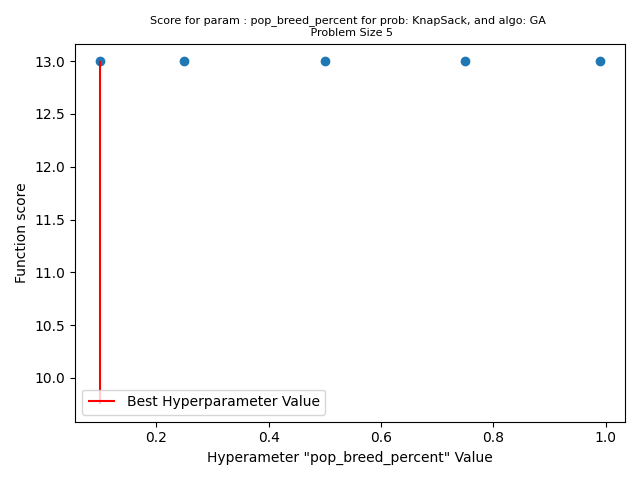 Score for param : pop_breed_percent for prob: KnapSack, and algo: GA
Problem Size 5
13.0
12.5
12.0
11.5
11.0
10.5
10.0
Function score
Best Hyperparameter Value
0.2
0.4
0.6
0.8
1.0
Hyperameter "pop_breed_percent" Value